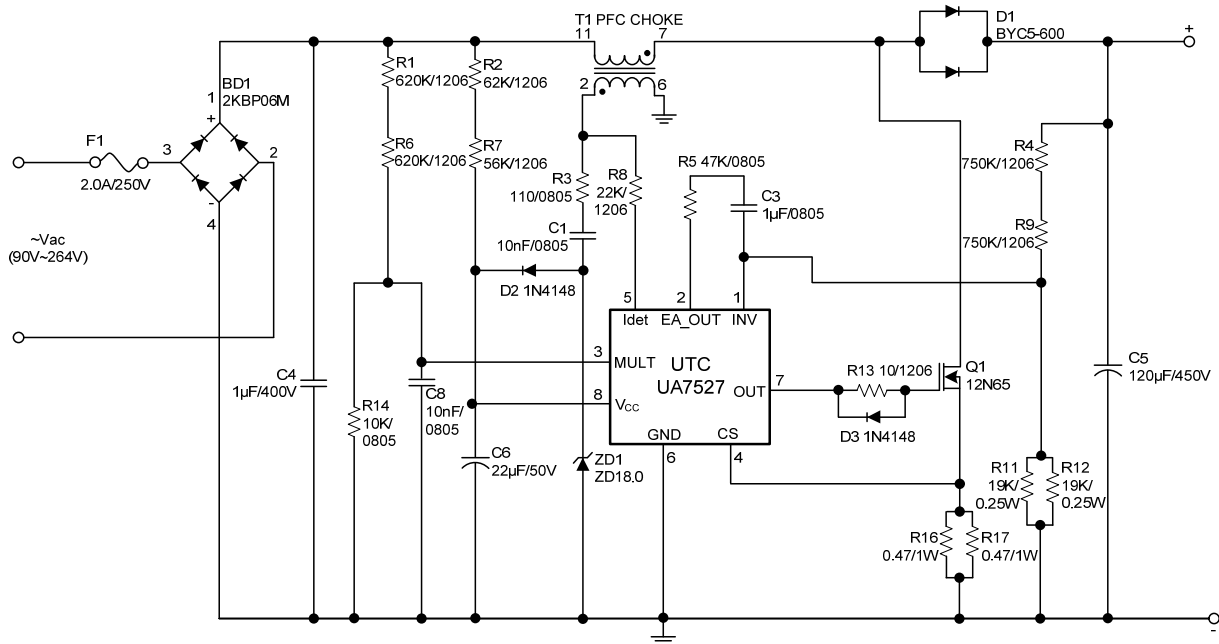 T1 PFC CHOKE
11
7
D1
BYC5-600
+
R1
620K/1206
R2
62K/1206
2
6
BD1
2KBP06M
1
+
F1
3
2
2.0A/250V
-
4
R6
620K/1206
R7
56K/1206
R3
110/0805
R8
22K/
1206
R5 47K/0805
C3
1µF/0805
R4
750K/1206
R9
750K/1206
~Vac
(90V~264V)
C1
10nF/0805
D2 1N4148
5
2
1
Idet
EA_OUT
INV
3
MULT
UTC
UA7527
OUT
7
R13 10/1206
Q1
12N65
D3 1N4148
C5
120µF/450V
C4
1µF/400V
R14
10K/
0805
C8
10nF/
0805
8
VCC
GND
CS
6
4
C6
22µF/50V
ZD1
ZD18.0
R11
19K/
0.25W
R12
19K/
0.25W
R16
0.47/1W
R17
0.47/1W
-